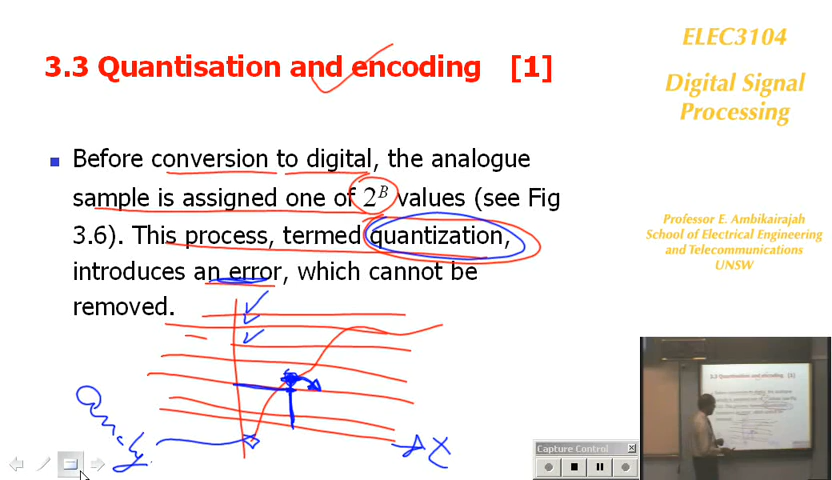 3.3 Quantisation and encoding [1]
ELEC3104
Digital Signal
Processing
Before conversion to digital, the analogue
sample is assigned one of 2^B values (see Fig
3.6). This process, termed quantization,
introduces an error, which cannot be
removed.
Professor E. Ambikairajah
School of Electrical Engineering
and Telecommunications
UNSW
Capture Control